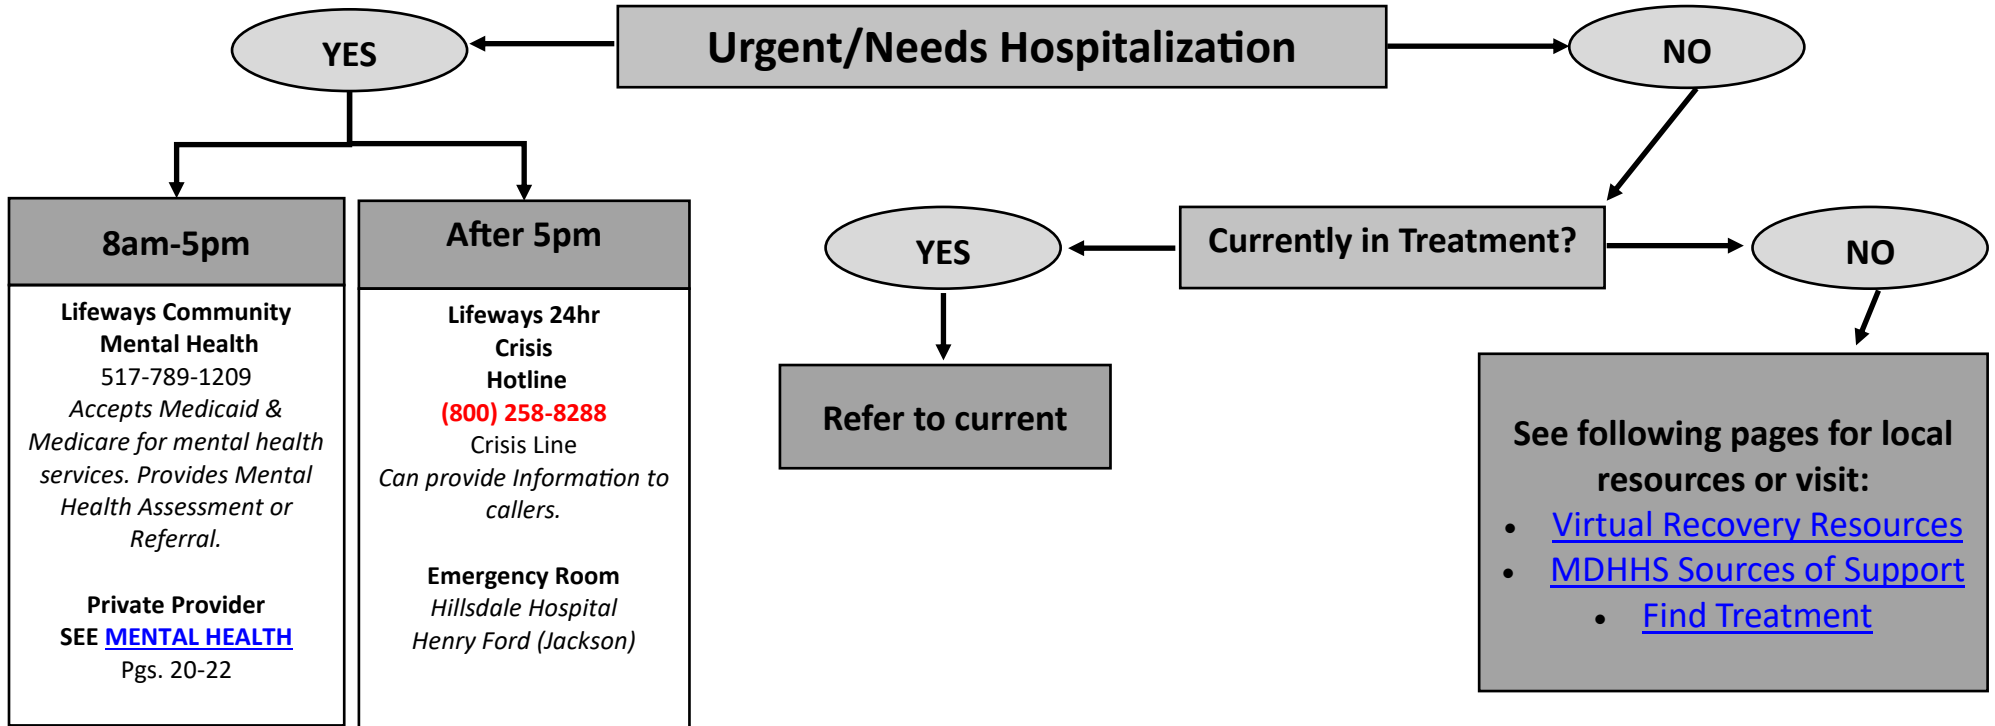 Urgent/Needs Hospitalization
YES
NO
8am-5pm
Lifeways Community
Mental Health
517-789-1209
Accepts Medicaid &
Medicare for mental health
services. Provides Mental
Health Assessment or
Referral.
Private Provider
SEE MENTAL HEALTH
Pgs. 20-22
After 5pm
Lifeways 24hr
Crisis
Hotline
(800) 258-8288
Crisis Line
Can provide Information to
callers.
Emergency Room
Hillsdale Hospital
Henry Ford (Jackson)
Currently in Treatment?
YES
NO
Refer to current
See following pages for local
resources or visit:
• Virtual Recovery Resources
• MDHHS Sources of Support
• Find Treatment